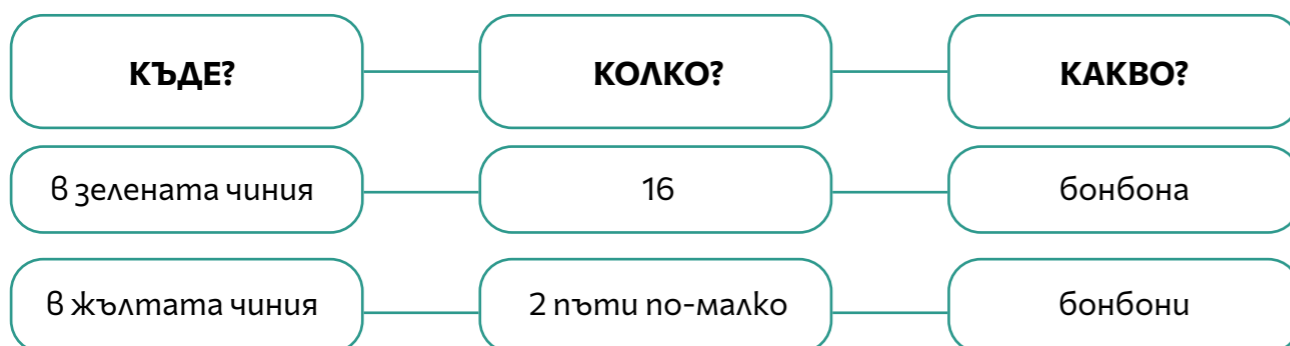 КЪДЕ? КОЛКО? КАКВО?
в зелената чиния 16 бонбона
в жълтата чиния 2 пъти по-малко бонбони